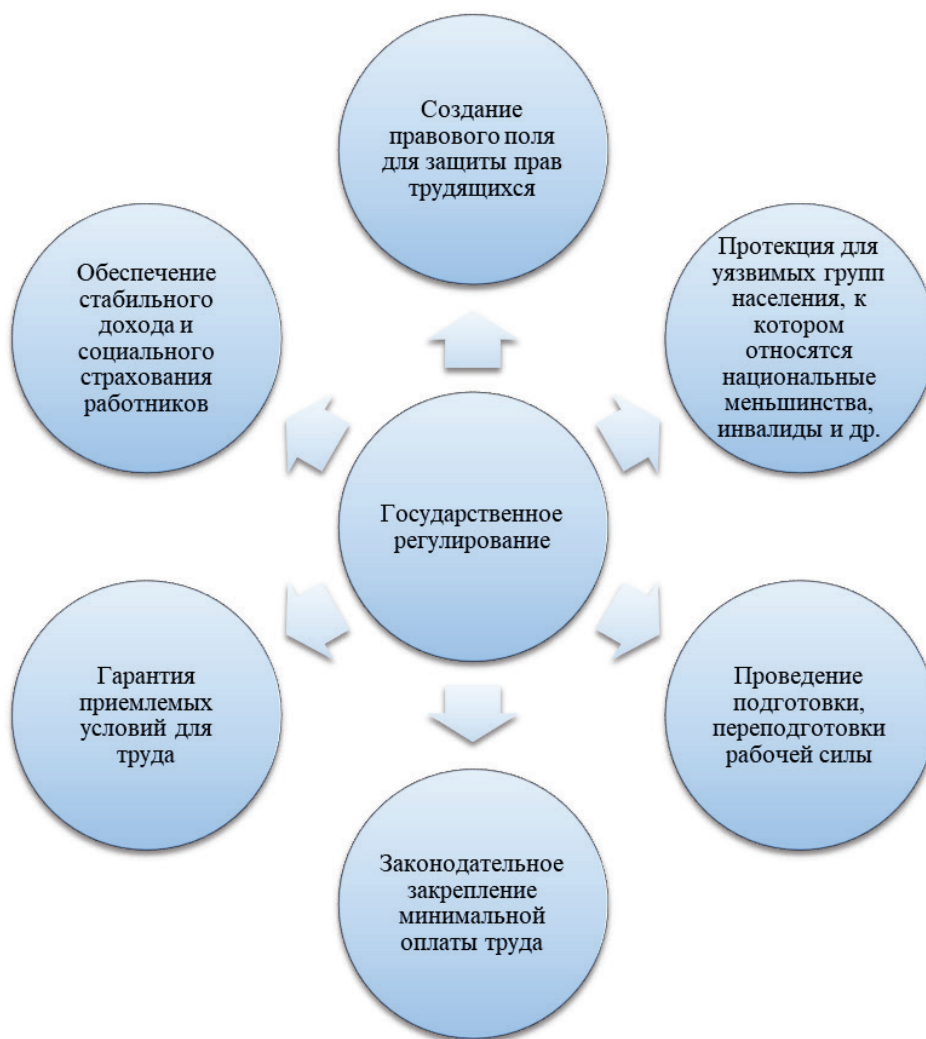 Создание
правового поля
для защиты прав
трудящихся
Протекция для
уязвимых групп
населения, к
котором
относятся
национальные
меньшинства,
инвалиды и др.
Проведение
подготовки,
переподготовки
рабочей силы
Законодательное
закрепление
минимальной
оплаты труда
Гарантия
приемлемых
условий для
труда
Обеспечение
стабильного
дохода и
социального
страхования
работников
Государственное
регулирование